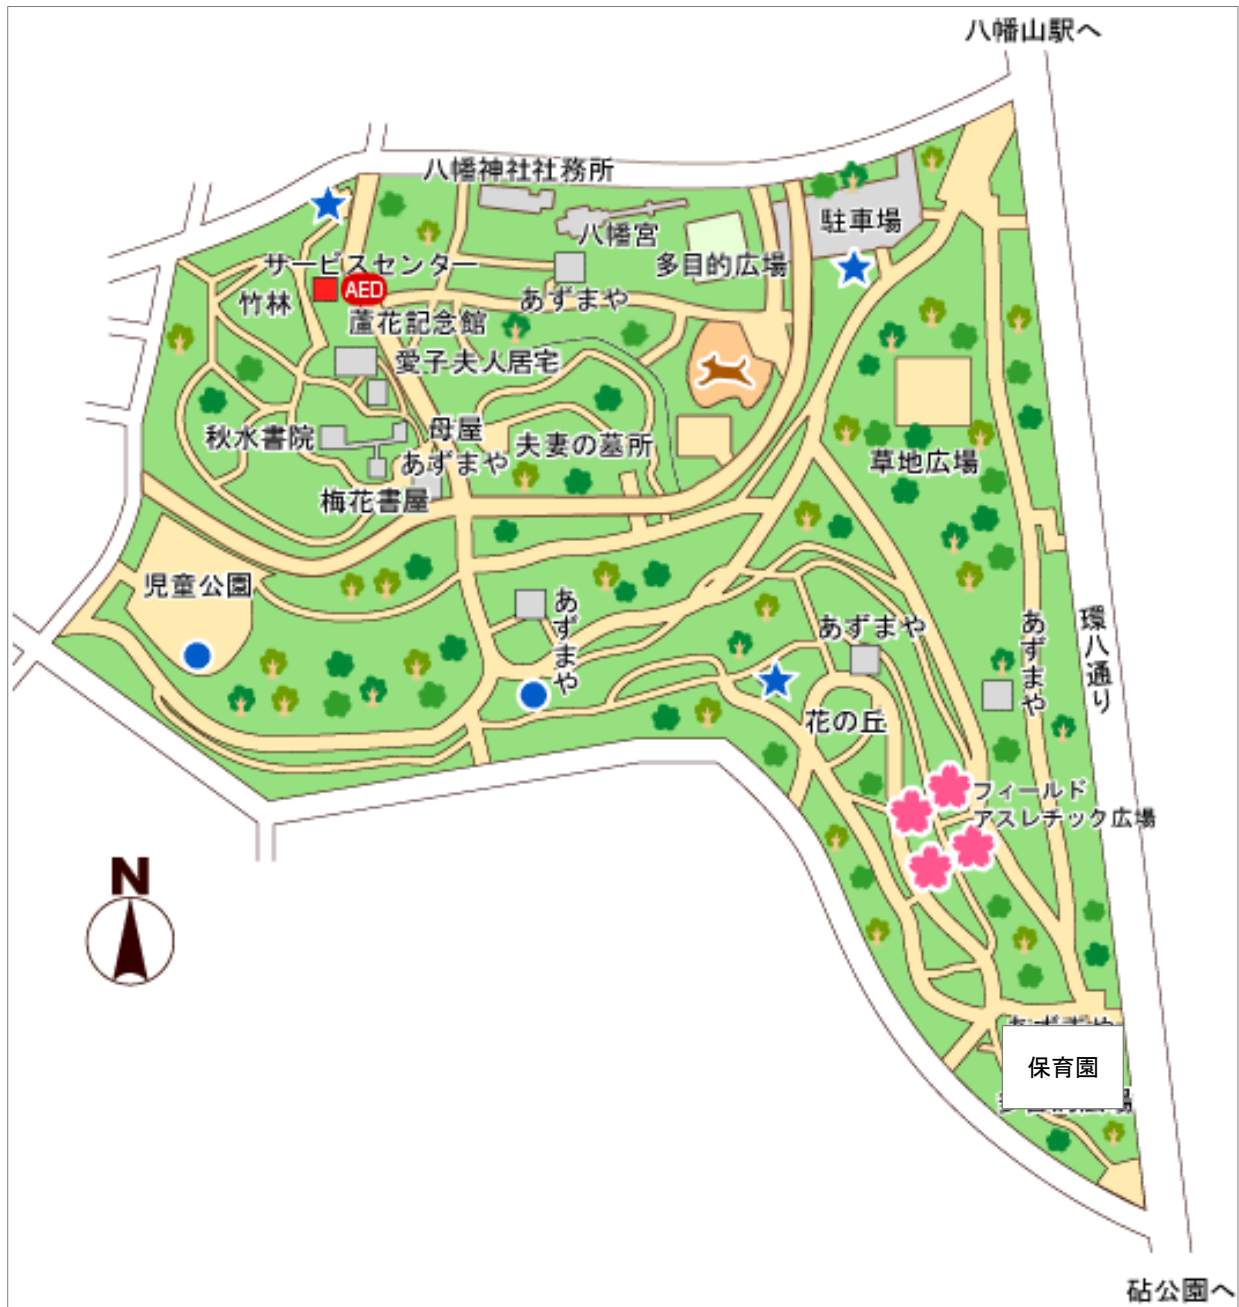 八幡山駅へ
八幡神社社務所
八幡宮
駐車場
サービスセンター
多目的広場
AED
竹林
あずまや
蘆花記念館
愛子夫人居宅
秋水書院
母屋
夫妻の墓所
あずまや
草地広場
梅花書屋
児童公園
あずまや
あずまや
あずまや
環八通り
花の丘
フィールド
アスレチック広場
N
保育園
砧公園へ